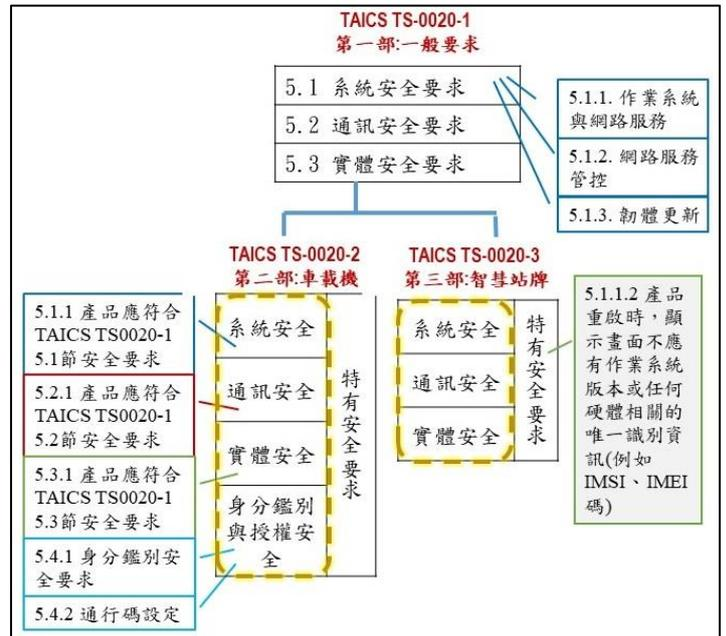 TAICS TS-0020-1
第一部:一般要求
5.1 系統安全要求
5.2 通訊安全要求
5.3 實體安全要求
5.1.1. 作業系統
與網路服務
5.1.2. 網路服務
管控
5.1.3. 韌體更新
TAICS TS-0020-2
第二部:車載機
系統安全
通訊安全
實體安全
身分鑑別
與授權安
全
特有安全要求
5.1.1 產品應符合
TAICS TS0020-1
5.1節安全要求
5.2.1 產品應符合
TAICS TS0020-1
5.2節安全要求
5.3.1 產品應符合
TAICS TS0020-1
5.3節安全要求
5.4.1 身分鑑別安
全要求
5.4.2 通行碼設定
TAICS TS-0020-3
第三部:智慧站牌
系統安全
通訊安全
實體安全
特有安全要求
5.1.1.2 產品
重啟時，顯
示畫面不應
有作業系統
版本或任何
硬體相關的
唯一識別資
訊(例如
IMSI、IMEI
碼)